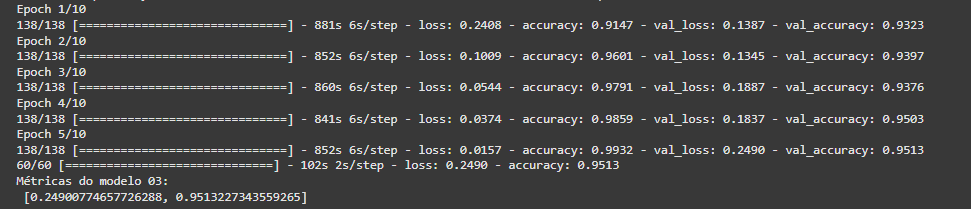 Epoch 1/10
138/138 [==============================] - 881s 6s/step - loss: 0.2408 - accuracy: 0.9147 - val_loss: 0.1387 - val_accuracy: 0.9323
Epoch 2/10
138/138 [==============================] - 852s 6s/step - loss: 0.1009 - accuracy: 0.9601 - val_loss: 0.1345 - val_accuracy: 0.9397
Epoch 3/10
138/138 [==============================] - 860s 6s/step - loss: 0.0544 - accuracy: 0.9791 - val_loss: 0.1887 - val_accuracy: 0.9376
Epoch 4/10
138/138 [==============================] - 841s 6s/step - loss: 0.0374 - accuracy: 0.9859 - val_loss: 0.1837 - val_accuracy: 0.9503
Epoch 5/10
138/138 [==============================] - 852s 6s/step - loss: 0.0157 - accuracy: 0.9932 - val_loss: 0.2490 - val_accuracy: 0.9513
60/60 [==============================] - 102s 2s/step - loss: 0.2490 - accuracy: 0.9513
Métricas do modelo 03:
[0.24900774657726288, 0.9513227343559265]